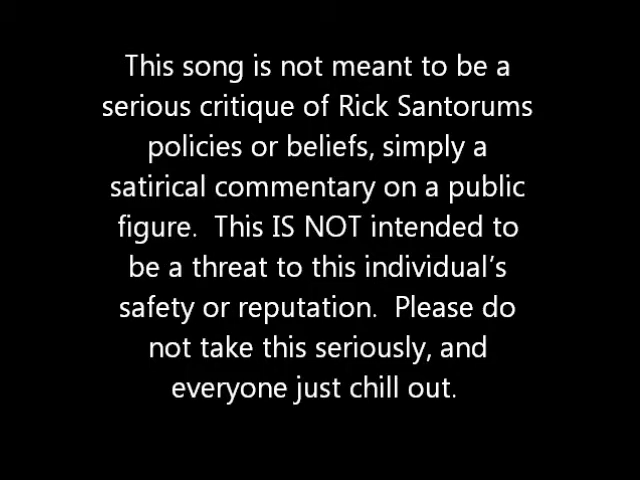 This song is not meant to be a
serious critique of Rick Santorums
policies or beliefs, simply a
satirical commentary on a public
figure.  This IS NOT intended to
be a threat to this individual’s
safety or reputation.  Please do
not take this seriously, and
everyone just chill out.